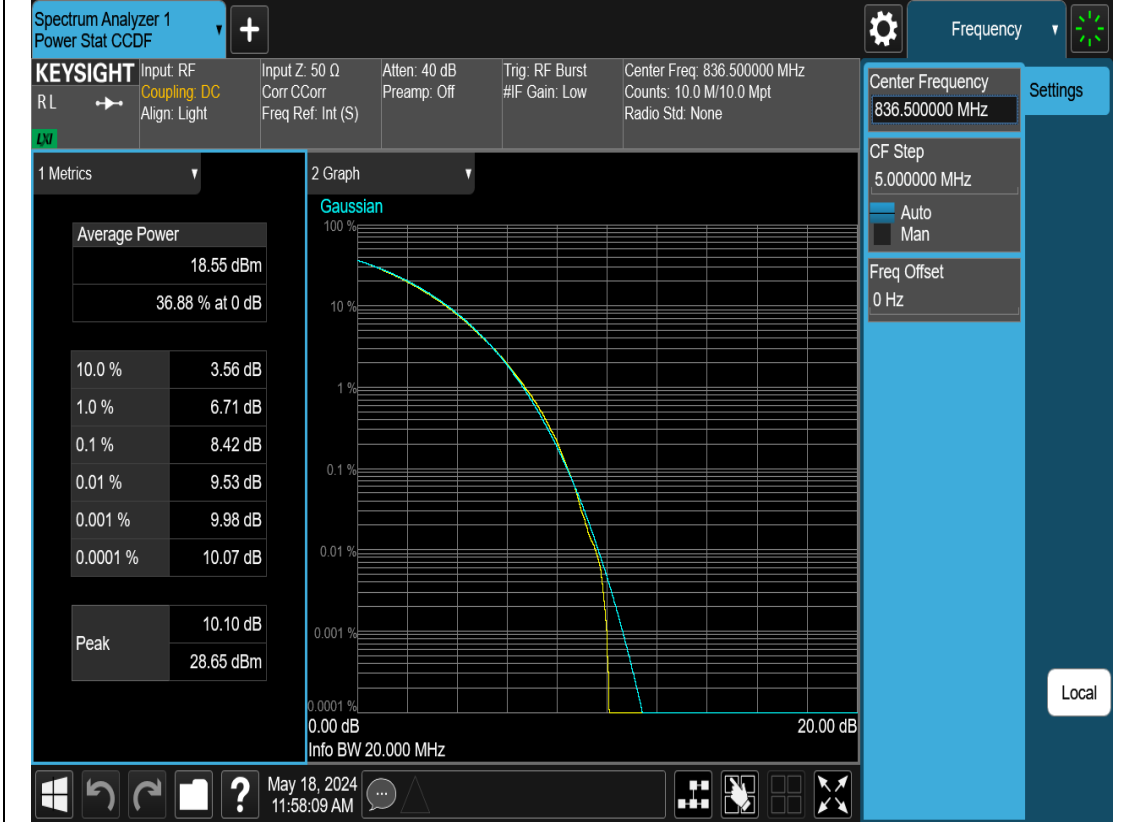 Spectrum Analyzer 1
Power Stat CCDF
+
Frequency
KEYSIGHT
RL
LXI
Input: RF
Coupling: DC
Align: Light
Input Z: 50 Ω
Corr CCorr
Freq Ref: Int (S)
Atten: 40 dB
Preamp: Off
Trig: RF Burst
#IF Gain: Low
Center Freq: 836.500000 MHz
Counts: 10.0 M/10.0 Mpt
Radio Std: None
Center Frequency
836.500000 MHz
Settings
CF Step
5.000000 MHz
Auto
Man
Freq Offset
0 Hz
Local
1 Metrics
Average Power
18.55 dBm
36.88 % at 0 dB
10.0 % 3.56 dB
1.0 % 6.71 dB
0.1 % 8.42 dB
0.01 % 9.53 dB
0.001 % 9.98 dB
0.0001 % 10.07 dB
Peak
10.10 dB
28.65 dBm
2 Graph
Gaussian
100 %
10 %
1 %
0.1 %
0.01 %
0.001 %
0.0001 %
0.00 dB 20.00 dB
Info BW 20.000 MHz
?
May 18, 2024
11:58:09 AM